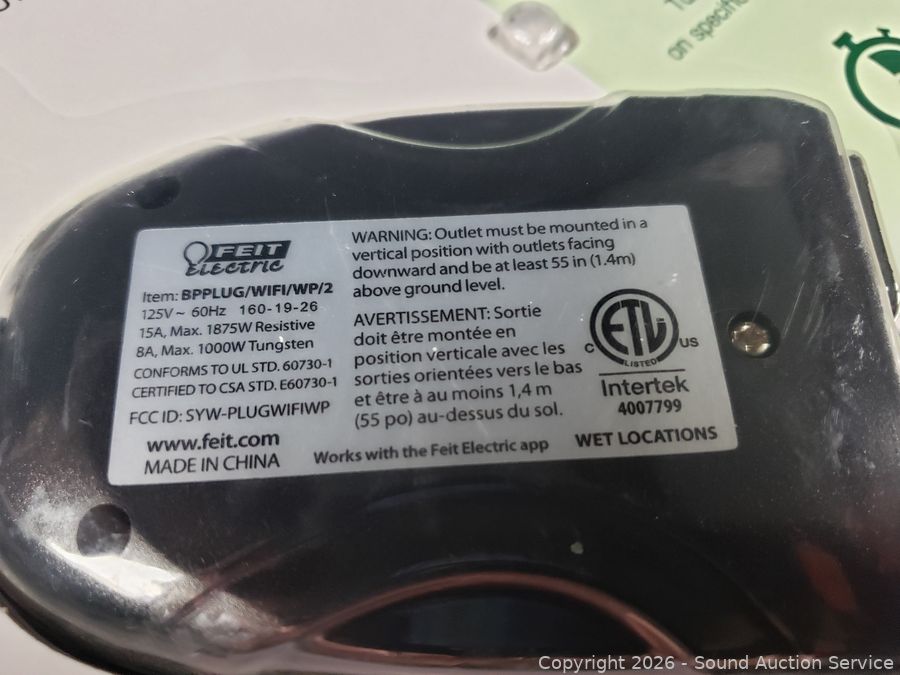 on specific
FEIT
Electric
Item: BPPLUG/WIFI/WP/2
125V ~ 60Hz 160-19-26
15A, Max. 1875W Resistive
8A, Max. 1000W Tungsten
CONFORMS TO UL STD. 60730-1
CERTIFIED TO CSA STD. E60730-1
FCC ID: SYW-PLUGWIFIWP
www.feit.com
MADE IN CHINA
WARNING: Outlet must be mounted in a
vertical position with outlets facing
downward and be at least 55 in (1.4m)
above ground level.
AVERTISSEMENT: Sortie
doit être montée en
position verticale avec les
sorties orientées vers le bas
et être à au moins 1,4 m
(55 po) au-dessus du sol.
Works with the Feit Electric app
C ETL US
LISTED
Intertek
4007799
WET LOCATIONS
Copyright 2026 - Sound Auction Service